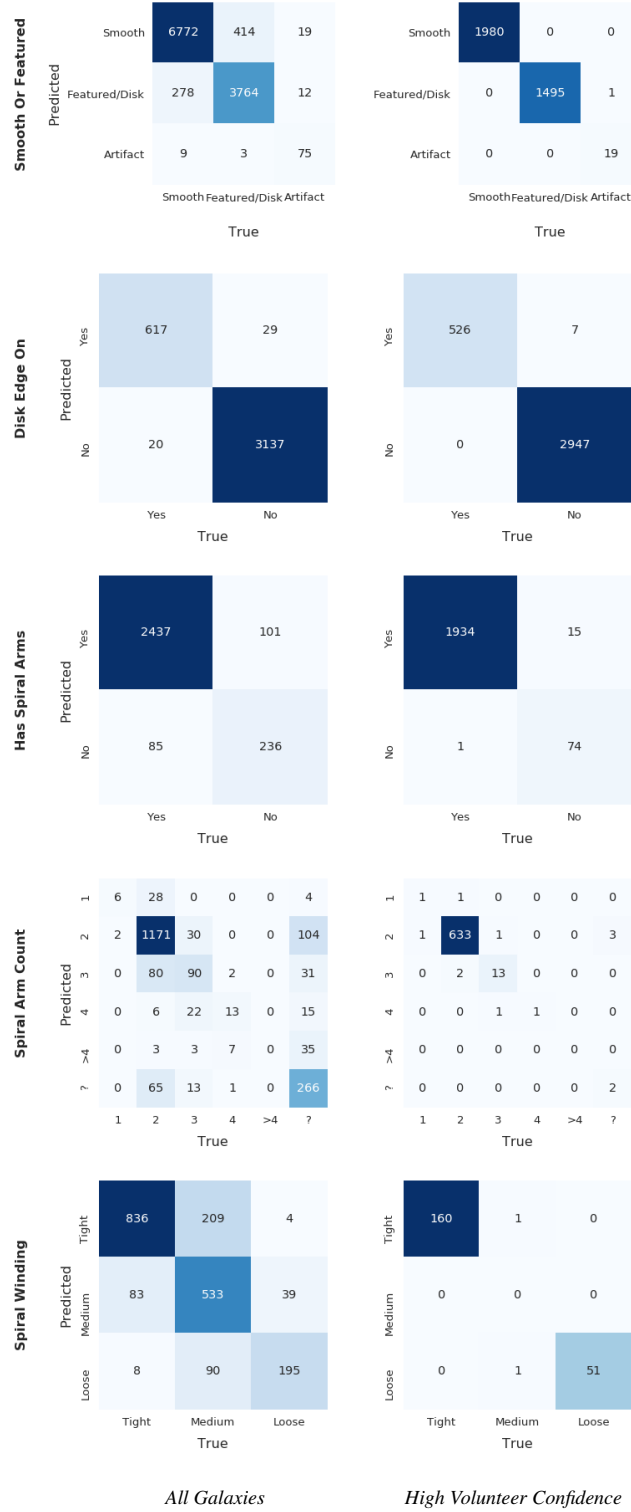 Smooth Or Featured
Predicted
Smooth 6772 414 19
Featured/Disk 278 3764 12
Artifact 9 3 75
Smooth Featured/Disk Artifact
True
Smooth 1980 0 0
Featured/Disk 0 1495 1
Artifact 0 0 19
Smooth Featured/Disk Artifact
True
Disk Edge On
Predicted
Yes 617 29
No 20 3137
Yes No
True
Yes 526 7
No 0 2947
Yes No
True
Has Spiral Arms
Predicted
Yes 2437 101
No 85 236
Yes No
True
Yes 1934 15
No 1 74
Yes No
True
Spiral Arm Count
Predicted
1 6 28 0 0 0 4
2 2 1171 30 0 0 104
3 0 80 90 2 0 31
4 0 6 22 13 0 15
>4 0 3 3 7 0 35
? 0 65 13 1 0 266
1 2 3 4 >4 ?
True
1 1 1 0 0 0 0
2 1 633 1 0 0 3
3 0 2 13 0 0 0
4 0 0 1 1 0 0
>4 0 0 0 0 0 0
? 0 0 0 0 0 2
1 2 3 4 >4 ?
True
Spiral Winding
Predicted
Tight 836 209 4
Medium 83 533 39
Loose 8 90 195
Tight Medium Loose
True
Tight 160 1 0
Medium 0 0 0
Loose 0 1 51
Tight Medium Loose
True
All Galaxies
High Volunteer Confidence